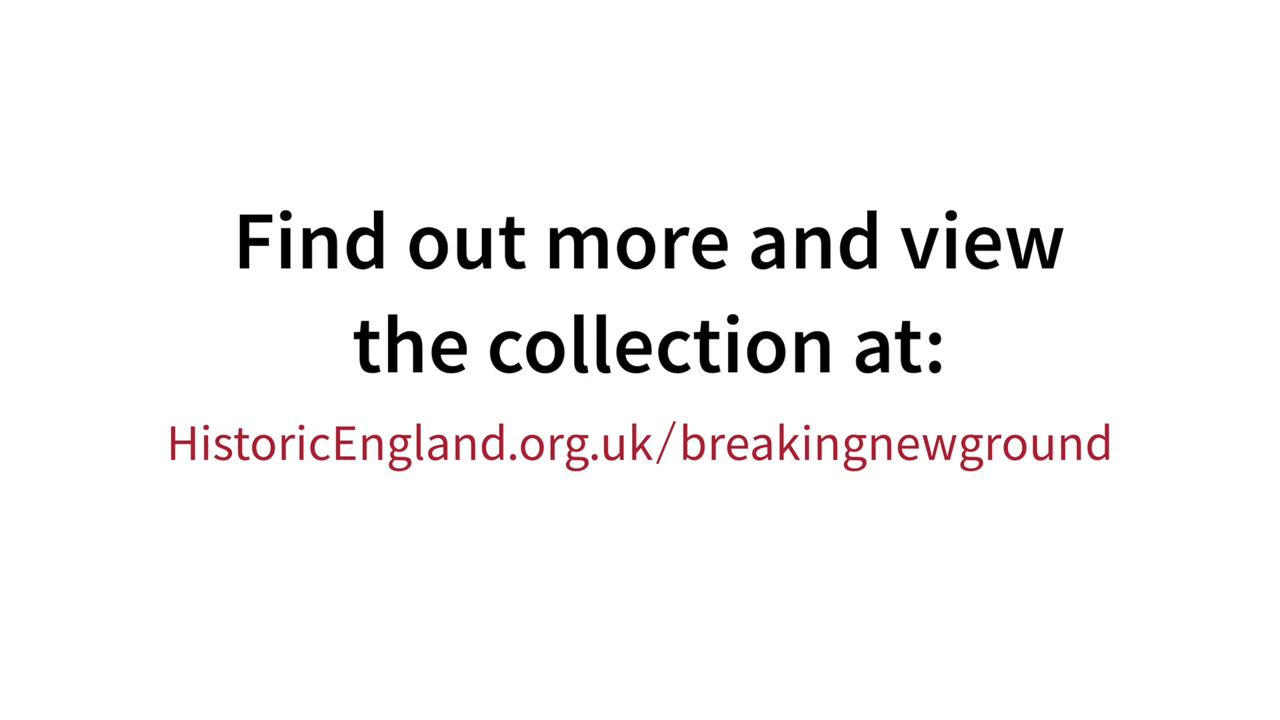 Find out more and view
the collection at:
HistoricEngland.org.uk/breakingnewground